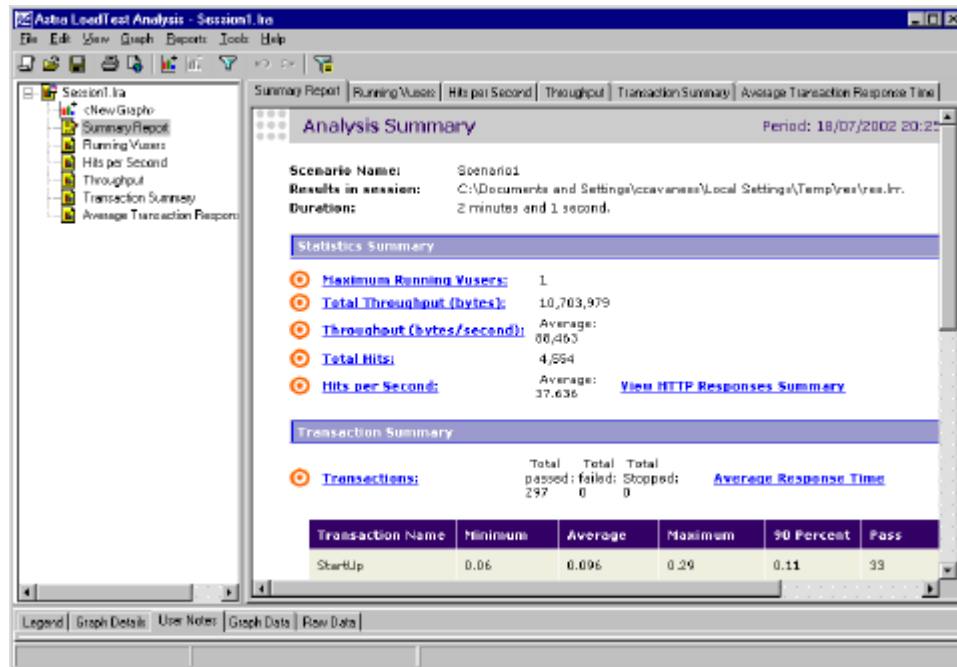 Astra LoadTest Analysis - Session1.lra
File Edit View Graph Reports Tools Help
Session1.lra
<New Graph>
Summary Report
Running Vusers
Hits per Second
Throughput
Transaction Summary
Average Transaction Respons
Summary Report Running Vusers Hits per Second Throughput Transaction Summary Average Transaction Response Time
Analysis Summary Period: 18/07/2002 20:25
Scenario Name: Scenario1
Results in session: C:\Documents and Settings\ccavaness\Local Settings\Temp\res\res.lrr.
Duration: 2 minutes and 1 second.
Statistics Summary
Maximum Running Vusers: 1
Total Throughput (bytes): 10,703,979
Throughput (bytes/second): Average: 88,463
Total Hits: 4,554
Hits per Second: Average: 37.636 View HTTP Responses Summary
Transaction Summary
Transactions: Total passed: 297 Total failed: 0 Total Stopped: 0 Average Response Time
Transaction Name Minimum Average Maximum 90 Percent Pass
StartUp 0.06 0.096 0.29 0.11 33
Legend Graph Details User Notes Graph Data Raw Data